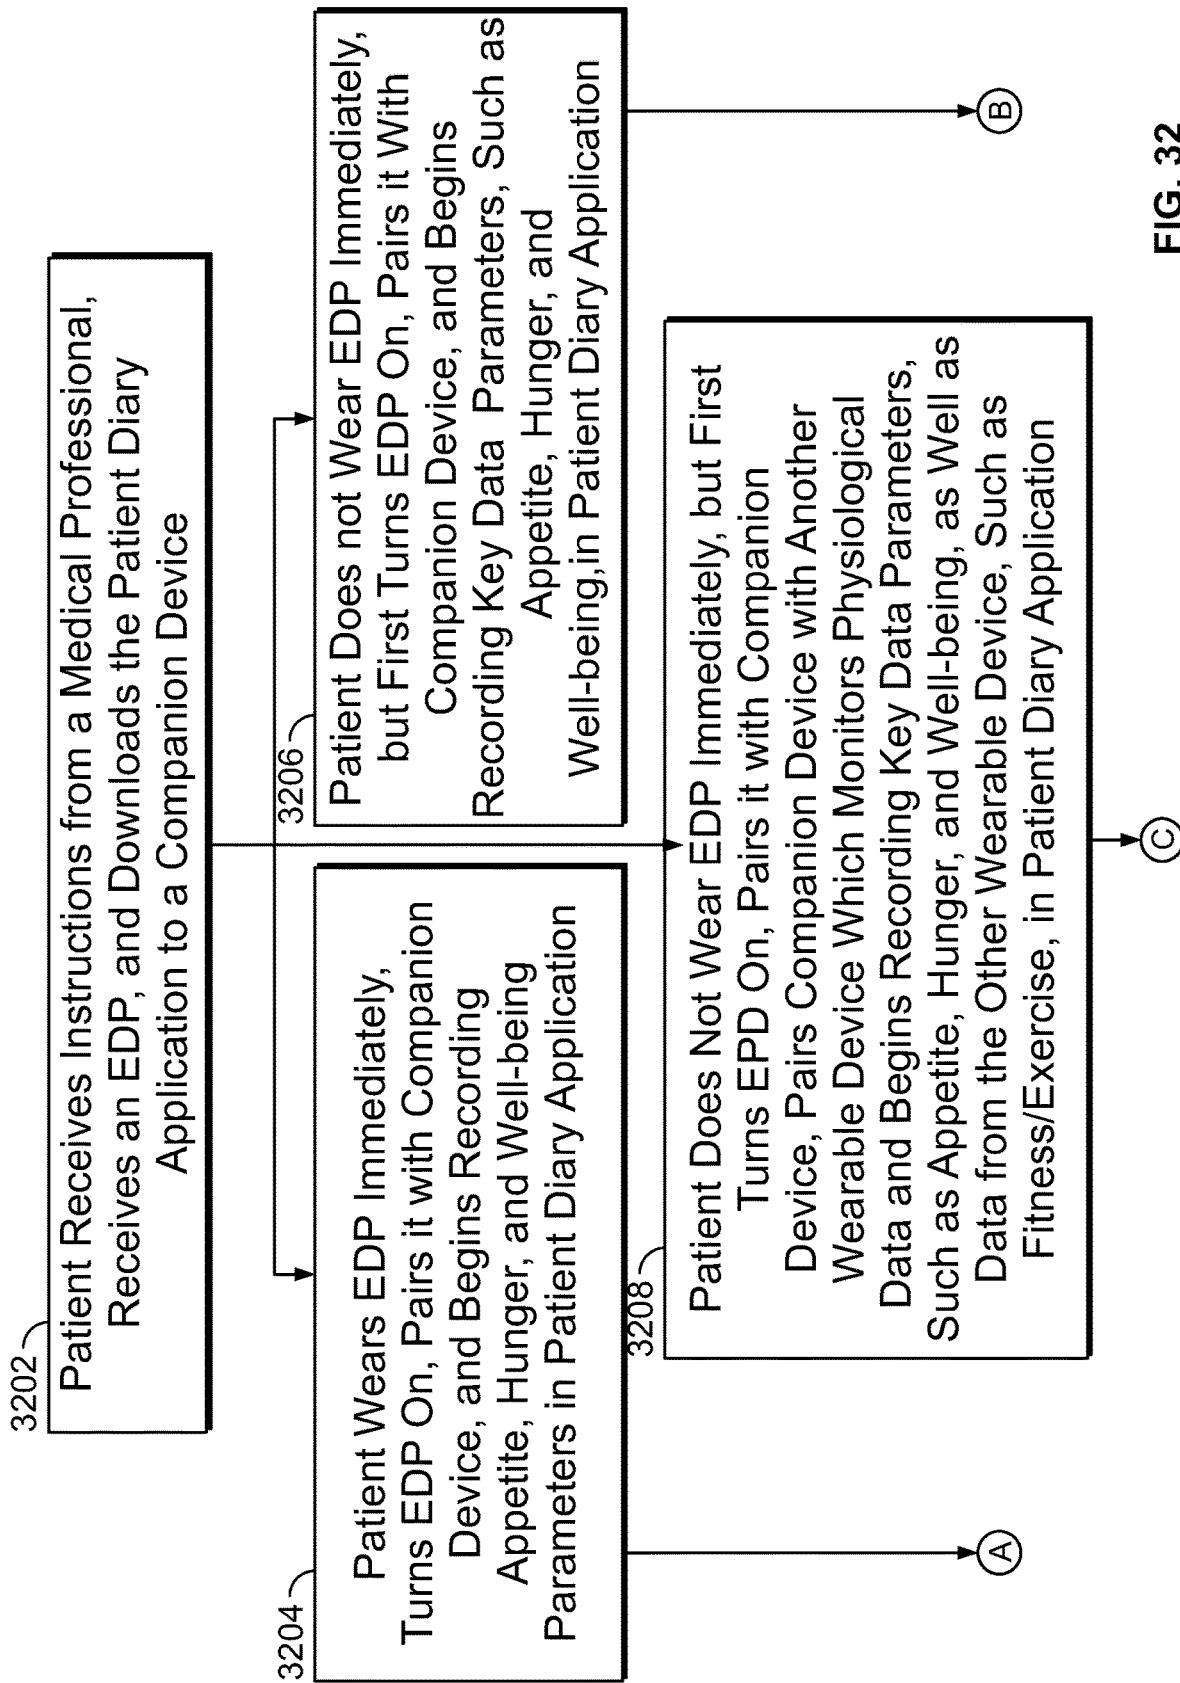 3202
Patient Receives Instructions from a Medical Professional,
Receives an EDP, and Downloads the Patient Diary
Application to a Companion Device
3204
Patient Wears EDP Immediately,
Turns EDP On, Pairs it with Companion
Device, and Begins Recording
Appetite, Hunger, and Well-being
Parameters in Patient Diary Application
3206
Patient Does not Wear EDP Immediately,
but First Turns EDP On, Pairs it With
Companion Device, and Begins
Recording Key Data Parameters, Such as
Appetite, Hunger, and
Well-being,in Patient Diary Application
3208
Patient Does Not Wear EDP Immediately, but First
Turns EPD On, Pairs it with Companion
Device, Pairs Companion Device with Another
Wearable Device Which Monitors Physiological
Data and Begins Recording Key Data Parameters,
Such as Appetite, Hunger, and Well-being, as Well as
Data from the Other Wearable Device, Such as
Fitness/Exercise, in Patient Diary Application
A
B
C
FIG. 32